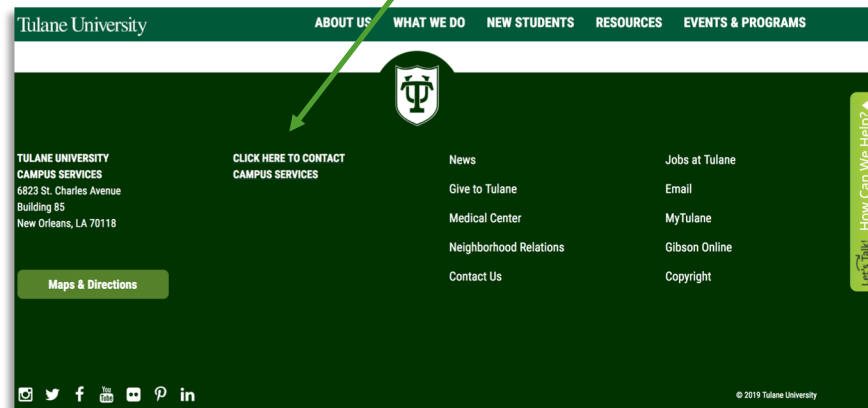 Tulane University
ABOUT US WHAT WE DO NEW STUDENTS RESOURCES EVENTS & PROGRAMS
TULANE UNIVERSITY
CAMPUS SERVICES
6823 St. Charles Avenue
Building 85
New Orleans, LA 70118
Maps & Directions
CLICK HERE TO CONTACT
CAMPUS SERVICES
News
Give to Tulane
Medical Center
Neighborhood Relations
Contact Us
Jobs at Tulane
Email
MyTulane
Gibson Online
Copyright
Let's Talk! How Can We Help?
You
Tube
© 2019 Tulane University